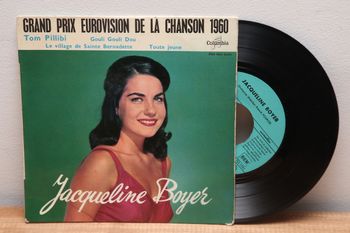 GRAND PRIX EUROVISION DE LA CHANSON 1960
Tom Pillibi
Gouli Gouli Dou
Le village de Sainte Bernadette
Toute jeune
Columbia
Jacqueline Boyer
JACQUELINE BOYER